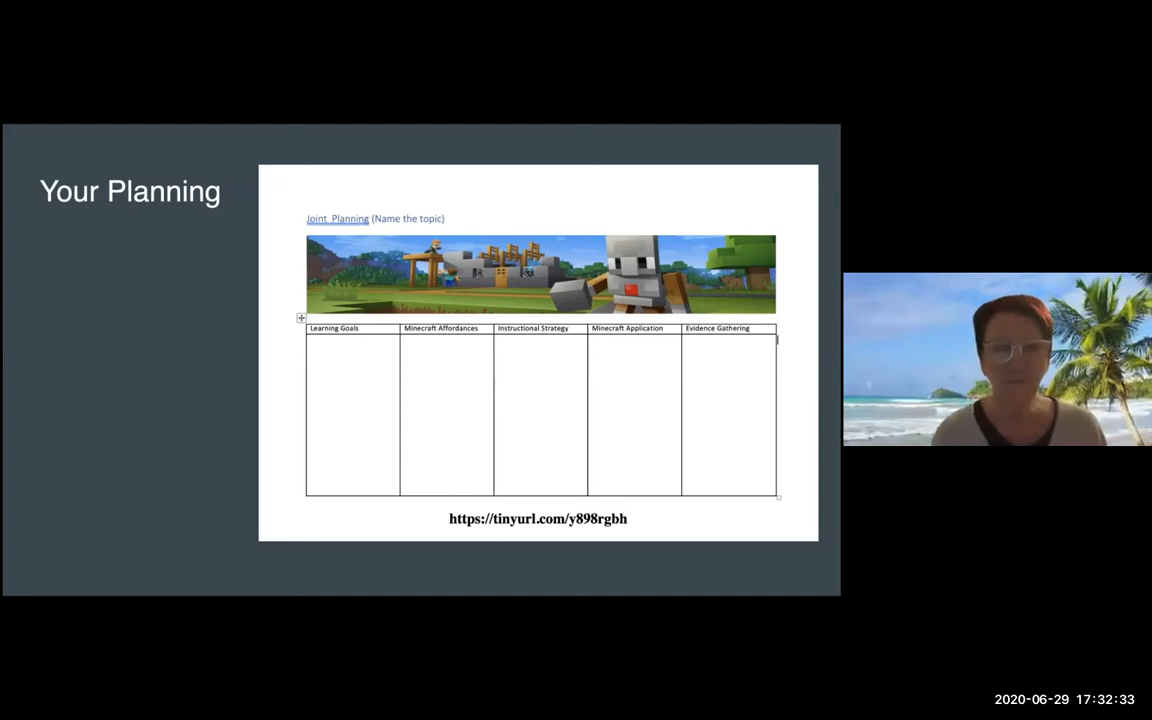 Your Planning
Joint Planning (Name the topic)
Learning Goals
Minecraft Affordances
Instructional Strategy
Minecraft Application
Evidence Gathering
https://tinyurl.com/y898rgbh
2020-06-29 17:32:33